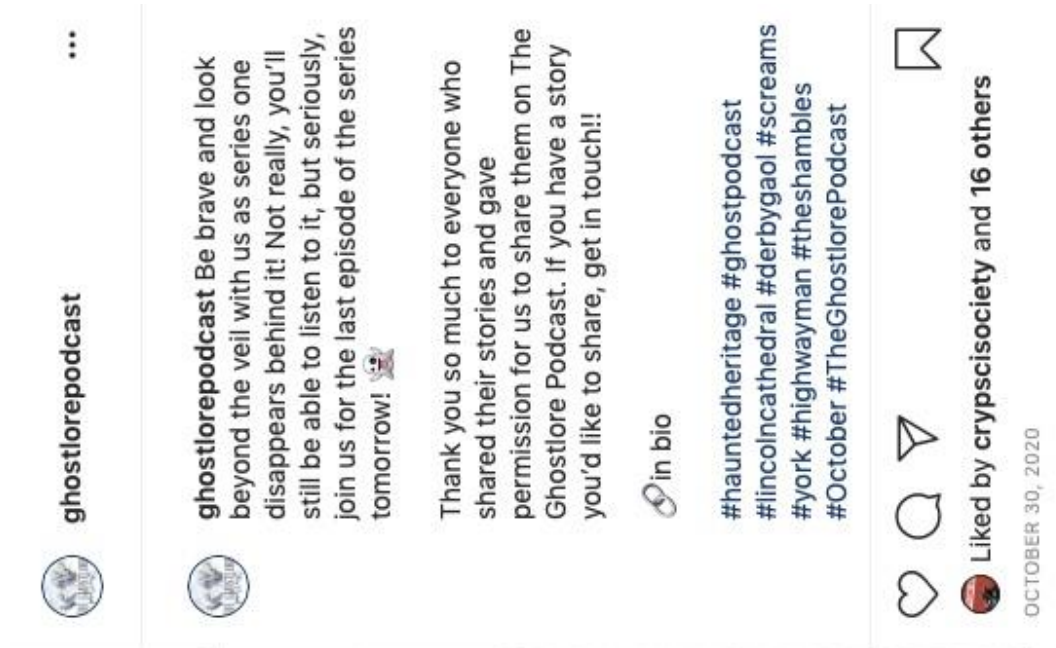 ghostlorepodcast
ghostlorepodcast Be brave and look
beyond the veil with us as series one
disappears behind it! Not really, you'll
still be able to listen to it, but seriously,
join us for the last episode of the series
tomorrow! 👻
Thank you so much to everyone who
shared their stories and gave
permission for us to share them on The
Ghostlore Podcast. If you have a story
you'd like to share, get in touch!!
🔗in bio
#hauntedheritage #ghostpodcast
#lincolncathedral #derbygaol #screams
#york #highwayman #theshambles
#October #TheGhostlorePodcast
Liked by crypscisociety and 16 others
OCTOBER 30, 2020